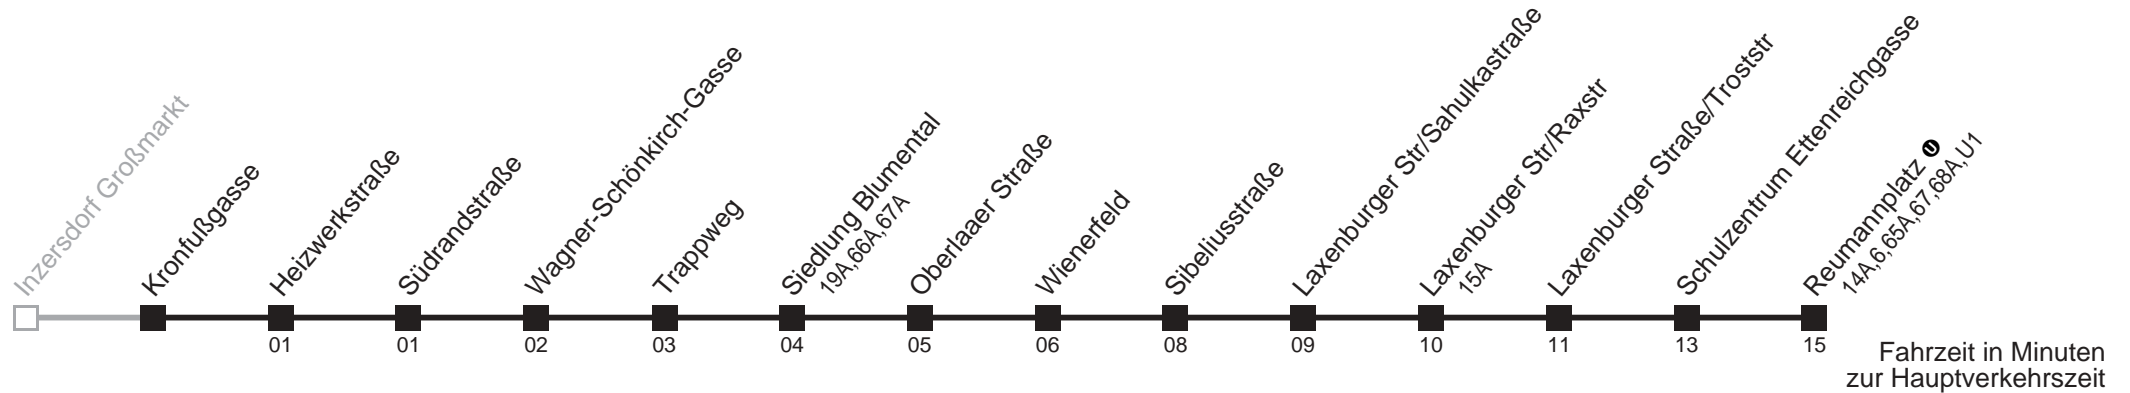 Inzersdorf Großmarkt
Kronfußgasse
Heizwerkstraße
Südrandstraße
Wagner-Schönkirch-Gasse
Trappweg
Siedlung Blumental
19A,66A,67A
Oberlaaer Straße
Wienerfeld
Sibeliusstraße
Laxenburger Str/Sahulkastraße
Laxenburger Str/Raxstr
15A
Laxenburger Straße/Troststr
Schulzentrum Ettenreichgasse
Reumannplatz U
14A,6,65A,67,68A,U1
01
01
02
03
04
05
06
08
09
10
11
13
15
Fahrzeit in Minuten
zur Hauptverkehrszeit